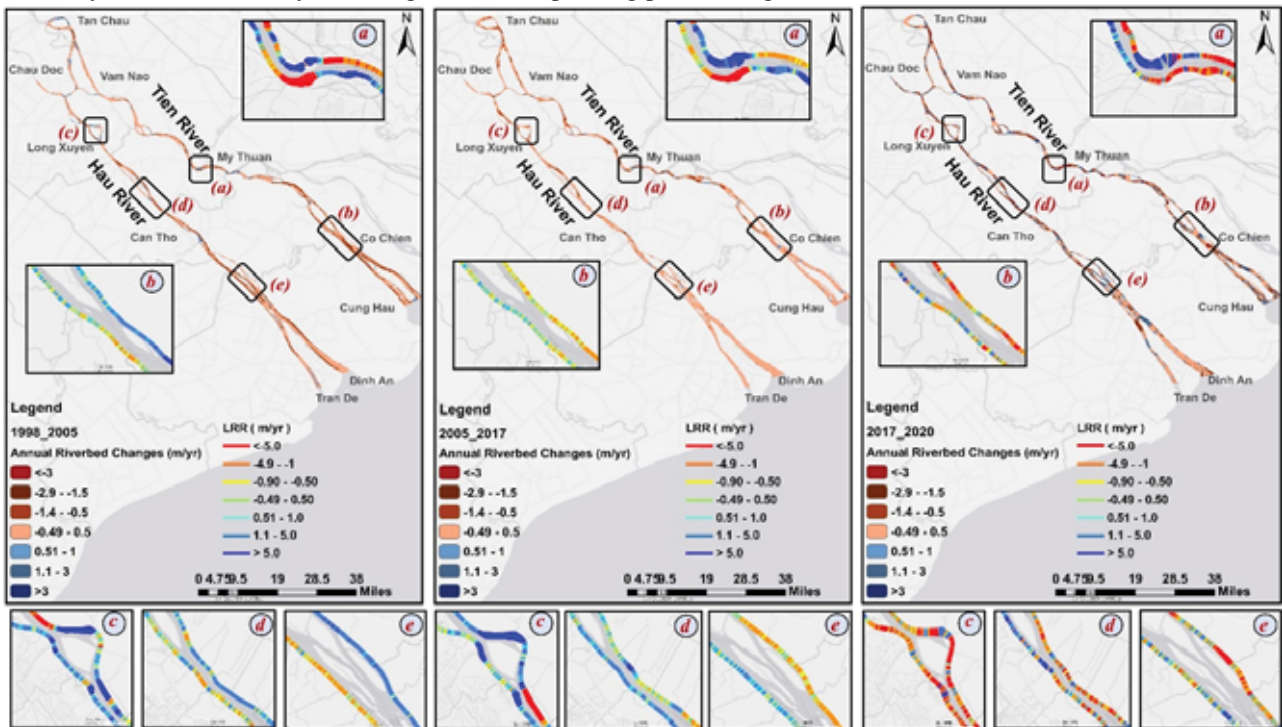 N
Tan Chau
a
Chau Doc
Vam Nao
Tien River
(c)
Long Xuyen
My Thuan
(a)
Hau River
(d)
(b)
Can Tho
Co Chien
(e)
b
Cung Hau
Dinh An
Tran De
Legend
1998_2005
Annual Riverbed Changes (m/yr)
<-3
-2.9 - -1.5
-1.4 - -0.5
-0.49 - 0.5
0.51 - 1
1.1 - 3
>3
LRR ( m/yr )
<-5.0
-4.9 - -1
-0.90 - -0.50
-0.49 - 0.50
0.51 - 1.0
1.1 - 5.0
> 5.0
0 4.75 9.5 19 28.5 38
Miles
N
Tan Chau
a
Chau Doc
Vam Nao
Tien River
(c)
Long Xuyen
My Thuan
(a)
Hau River
(d)
(b)
Can Tho
Co Chien
(e)
b
Cung Hau
Dinh An
Tran De
Legend
2005_2017
Annual Riverbed Changes (m/yr)
<-3
-2.9 - -1.5
-1.4 - -0.5
-0.49 - 0.5
0.51 - 1
1.1 - 3
>3
LRR ( m/yr )
<-5.0
-4.9 - -1
-0.90 - -0.50
-0.49 - 0.50
0.51 - 1.0
1.1 - 5.0
> 5.0
0 4.75 9.5 19 28.5 38
Miles
N
Tan Chau
a
Chau Doc
Vam Nao
Tien River
(c)
Long Xuyen
My Thuan
(a)
Hau River
(d)
(b)
Can Tho
Co Chien
(e)
b
Cung Hau
Dinh An
Tran De
Legend
2017_2020
Annual Riverbed Changes (m/yr)
<-3
-2.9 - -1.5
-1.4 - -0.5
-0.49 - 0.5
0.51 - 1
1.1 - 3
>3
LRR ( m/yr )
<-5.0
-4.9 - -1
-0.90 - -0.50
-0.49 - 0.50
0.51 - 1.0
1.1 - 5.0
> 5.0
0 4.75 9.5 19 28.5 38
Miles
c
d
e
c
d
e
c
d
e